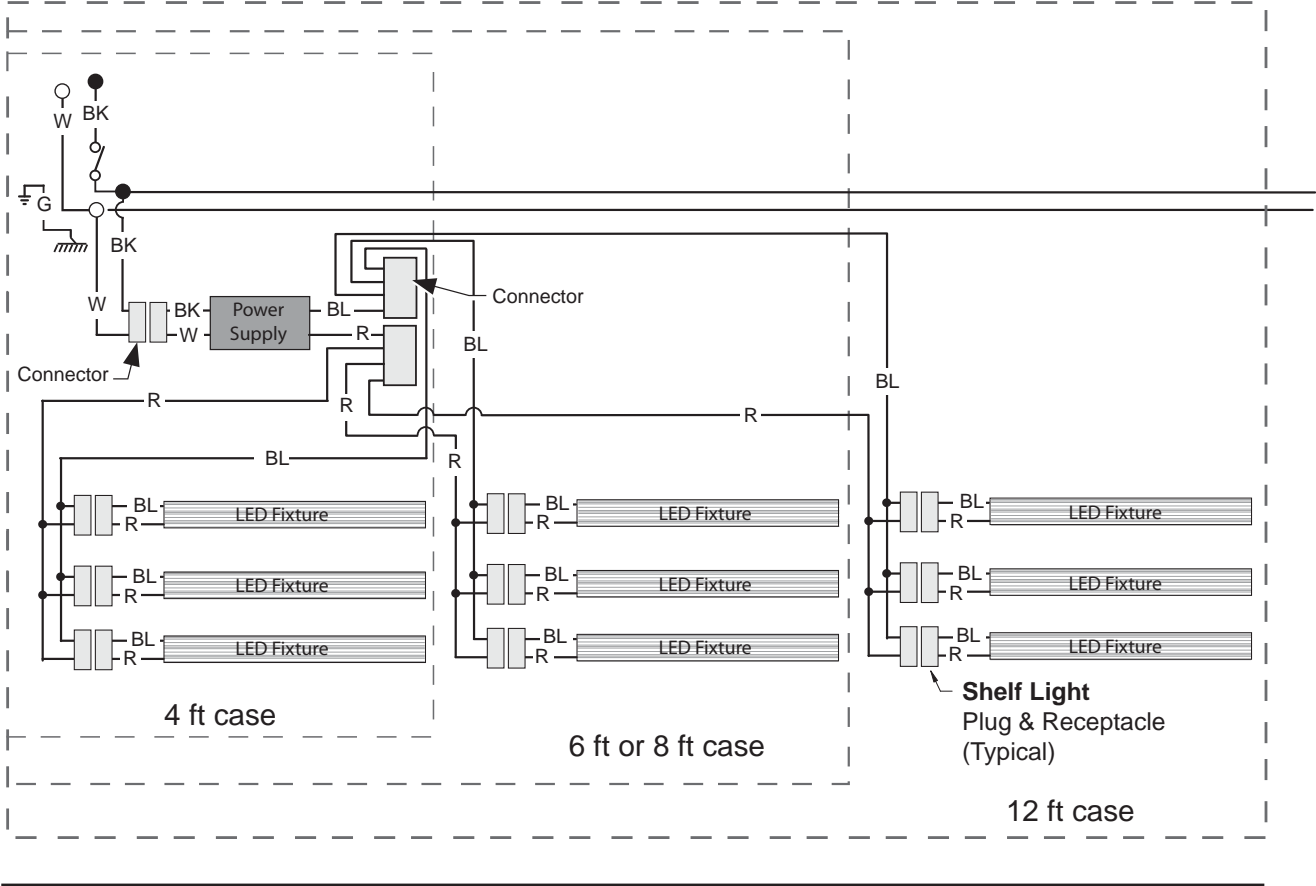 W
BK
G
BK
W
BK
W
Power
Supply
BL
R
Connector
Connector
BL
BL
R
R
R
R
BL
BL
R
LED Fixture
BL
R
LED Fixture
BL
R
LED Fixture
BL
R
LED Fixture
BL
R
LED Fixture
BL
R
LED Fixture
BL
R
LED Fixture
BL
R
LED Fixture
BL
R
LED Fixture
4 ft case
6 ft or 8 ft case
Shelf Light
Plug & Receptacle
(Typical)
12 ft case